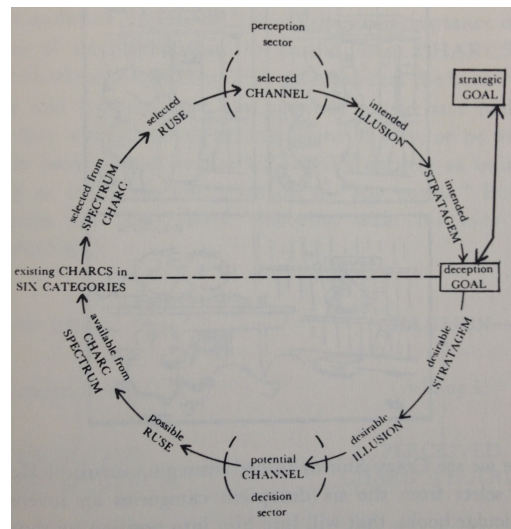 perception
sector
selected
CHANNEL
strategic
GOAL
intended
ILLUSION
intended
STRATAGEM
deception
GOAL
desirable
STRATAGEM
desirable
ILLUSION
potential
CHANNEL
decision
sector
possible
RUSE
available from
CHARC
SPECTRUM
existing CHARCS in
SIX CATEGORIES
selected from
SPECTRUM
CHARC
selected
RUSE